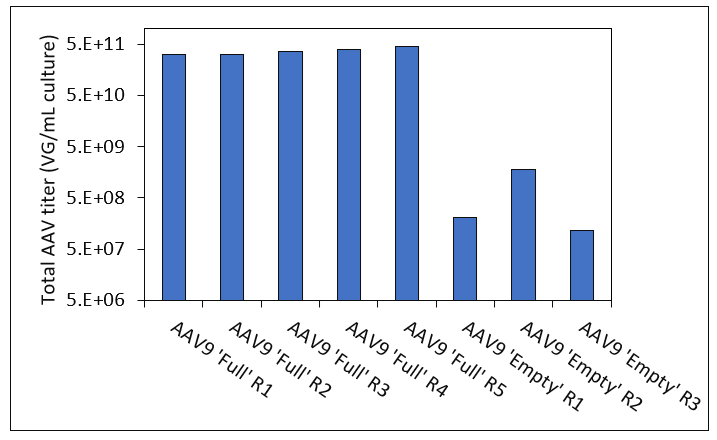 Total AAV titer (VG/mL culture)
5.E+11
5.E+10
5.E+09
5.E+08
5.E+07
5.E+06
AAV9 'Full' R1
AAV9 'Full' R2
AAV9 'Full' R3
AAV9 'Full' R4
AAV9 'Full' R5
AAV9 'Empty' R1
AAV9 'Empty' R2
AAV9 'Empty' R3